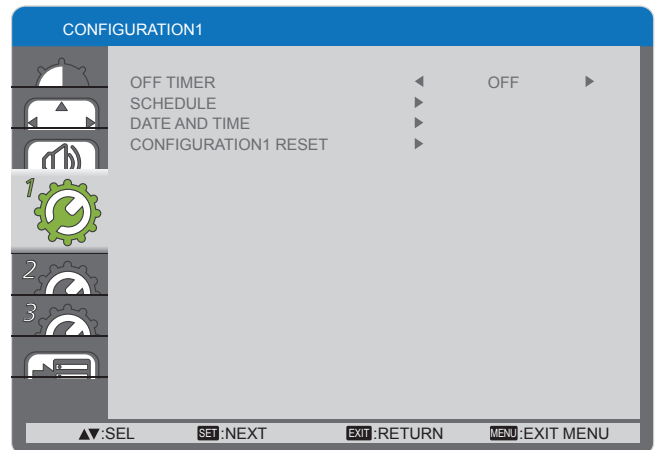 CONFIGURATION1
OFF TIMER ◀ OFF ▶
SCHEDULE ▶
DATE AND TIME ▶
CONFIGURATION1 RESET ▶
1
2
3
▲▼:SEL SET:NEXT EXIT:RETURN MENU:EXIT MENU